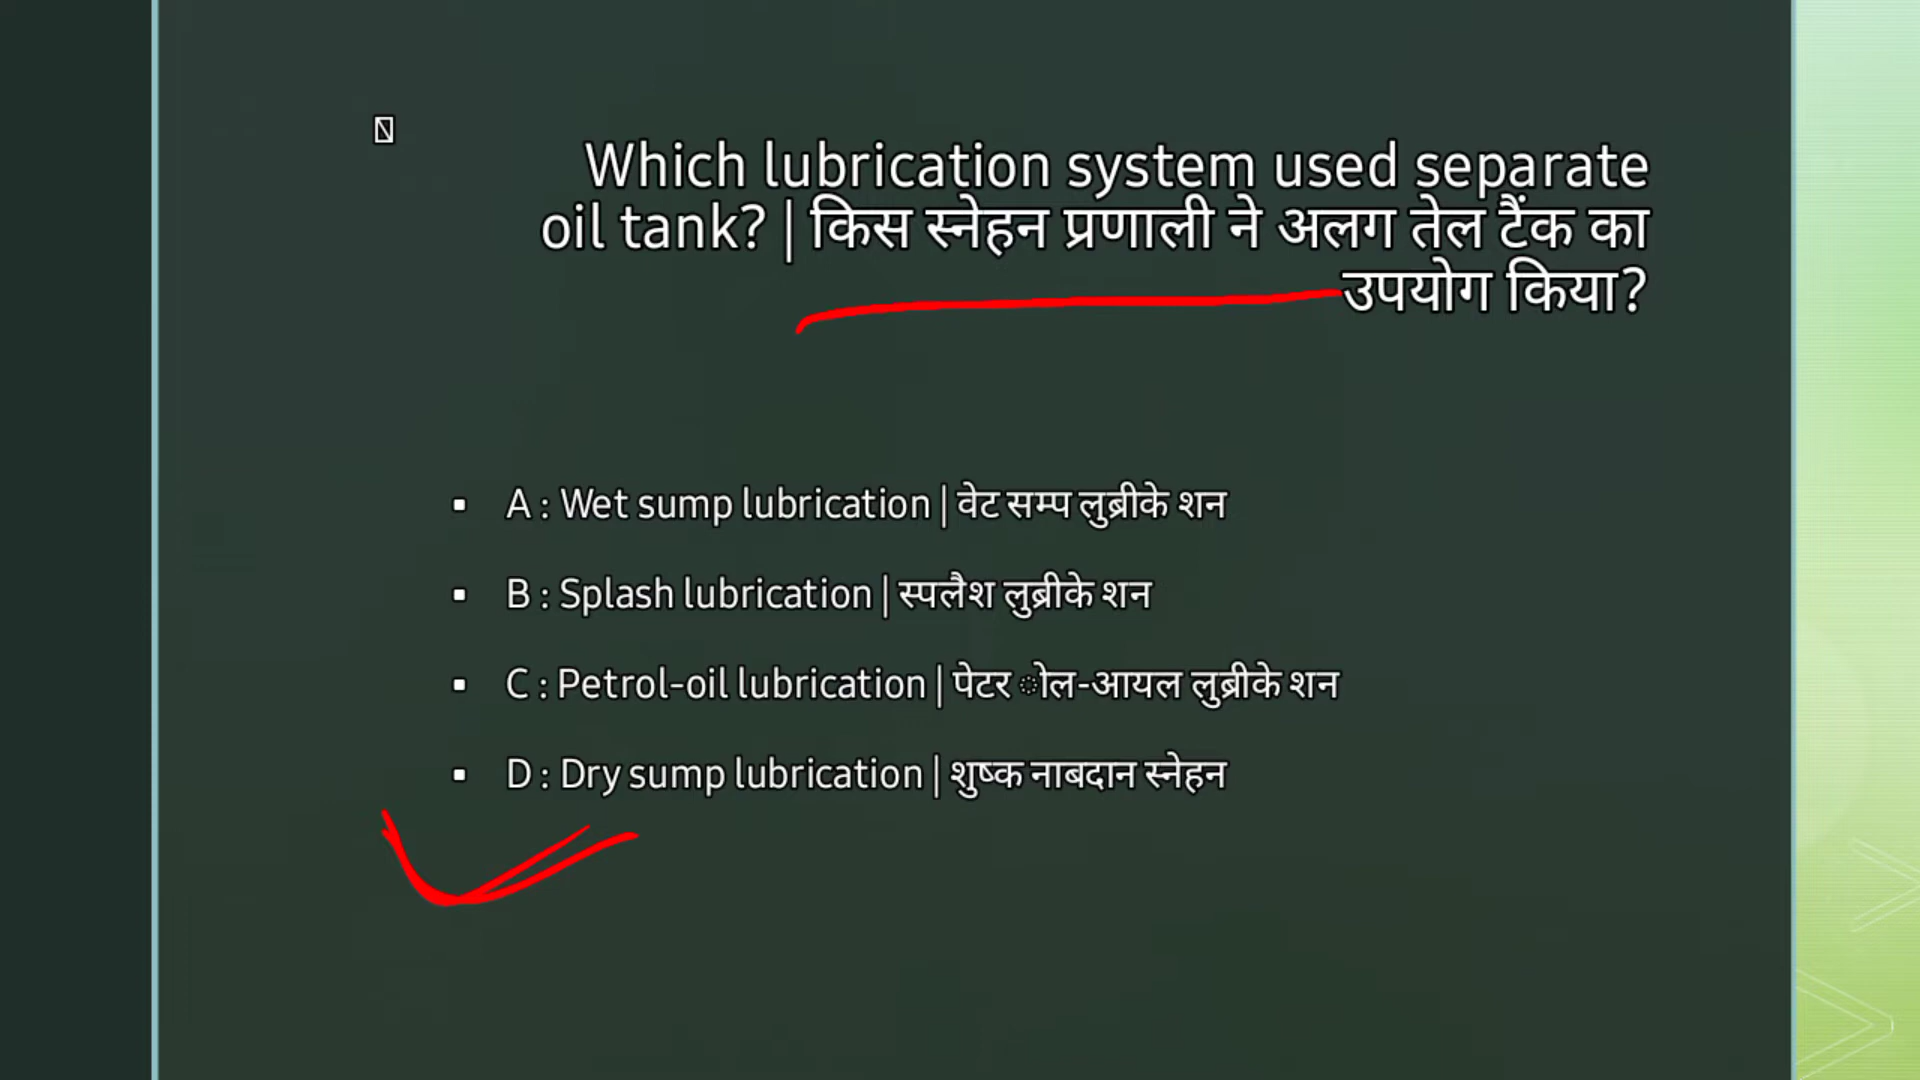 Which lubrication system used separate
oil tank? | किस स्नेहन प्रणाली ने अलग तेल टैंक का
उपयोग किया?
▪ A : Wet sump lubrication | वेट सम्प लुब्रीके शन
▪ B : Splash lubrication | स्पलैश लुब्रीके शन
▪ C : Petrol-oil lubrication | पेटर ोल-आयल लुब्रीके शन
▪ D : Dry sump lubrication | शुष्क नाबदान स्नेहन